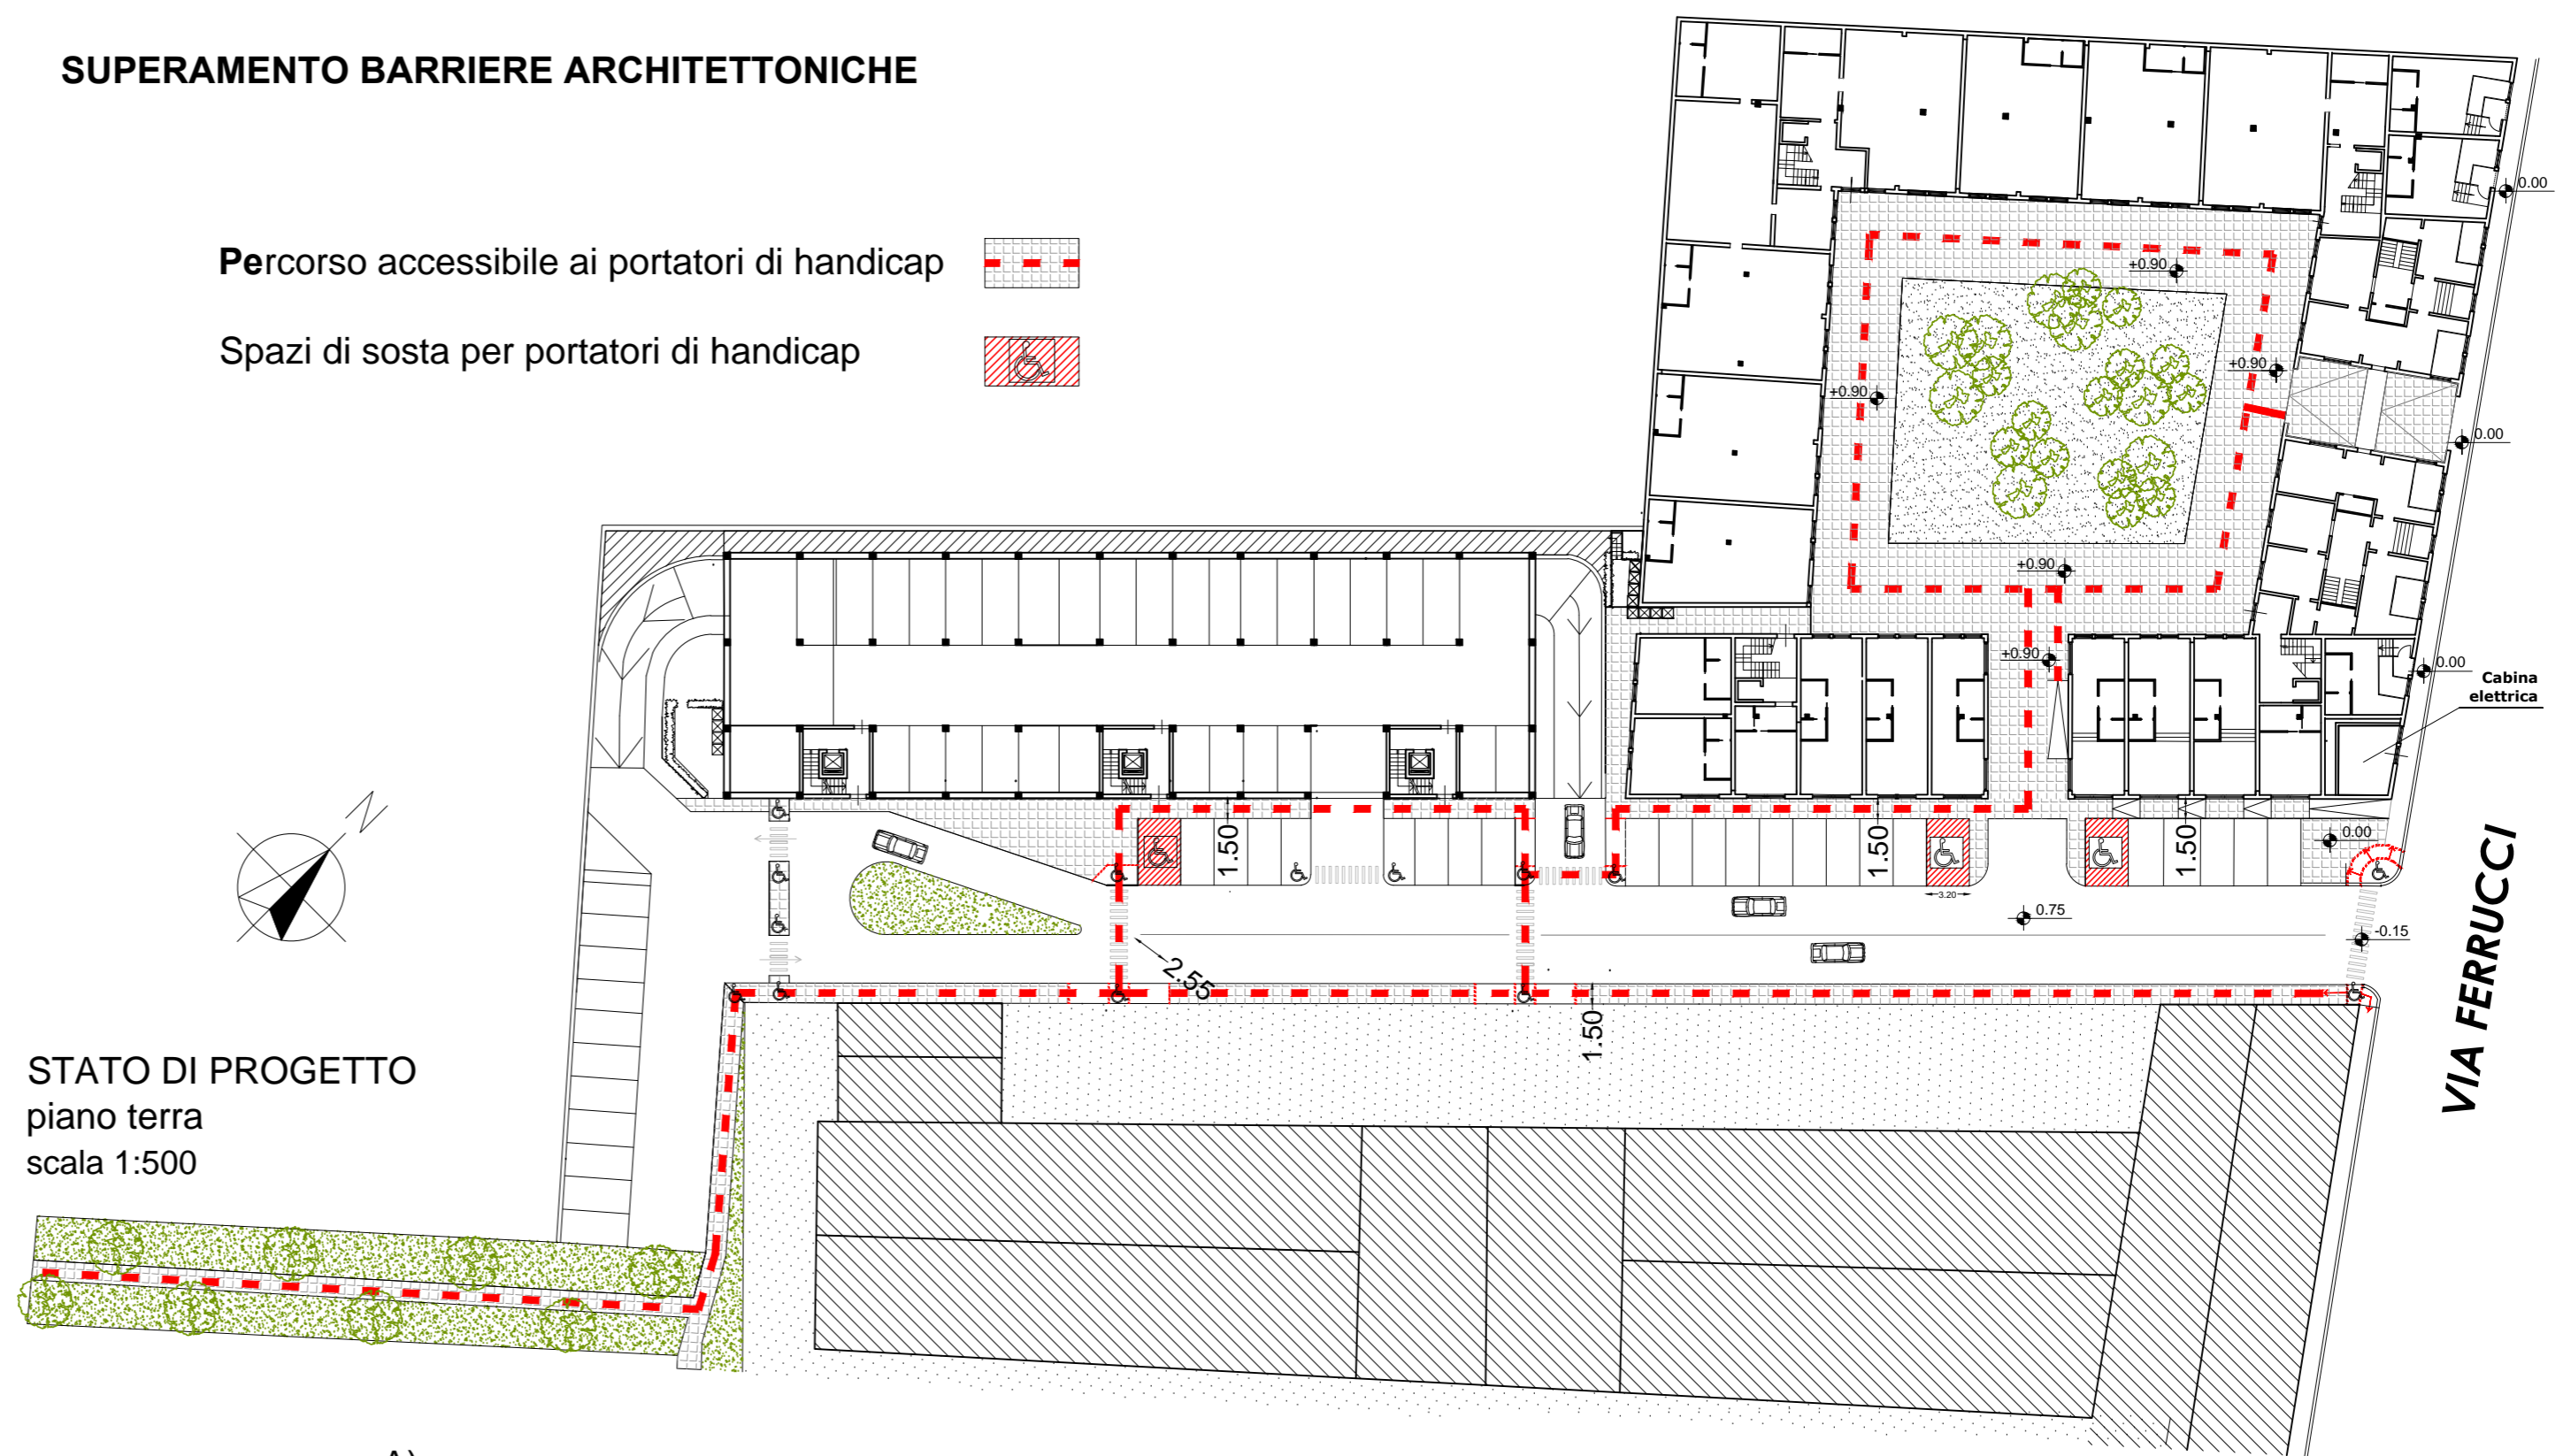 SUPERAMENTO BARRIERE ARCHITETTONICHE
Percorso accessibile ai portatori di handicap
Spazi di sosta per portatori di handicap
0.00
+0.90
+0.90
+0.90
0.00
+0.90
+0.90
0.00
Cabina
elettrica
N
1.50
1.50
1.50
0.00
3.20
0.75
-0.15
2.55
1.50
VIA FERRUCCI
STATO DI PROGETTO
piano terra
scala 1:500
A)